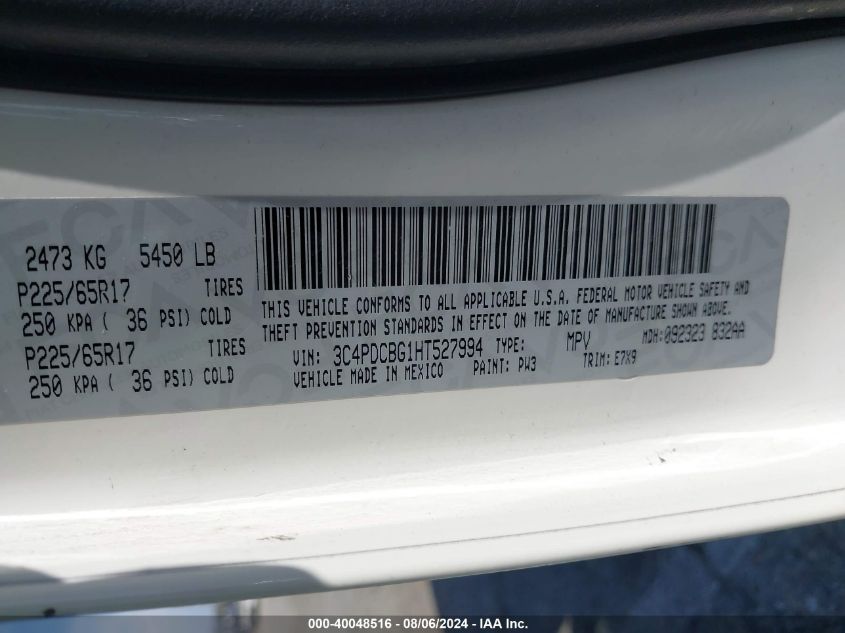 2473 KG 5450 LB
P225/65R17 TIRES
250 KPA ( 36 PSI) COLD
P225/65R17 TIRES
250 KPA ( 36 PSI) COLD
THIS VEHICLE CONFORMS TO ALL APPLICABLE U.S.A. FEDERAL MOTOR VEHICLE SAFETY AND
THEFT PREVENTION STANDARDS IN EFFECT ON THE DATE OF MANUFACTURE SHOWN ABOVE.
VIN: 3C4PDCBG1HT527994 TYPE: MPV MDH:092323 832AA
VEHICLE MADE IN MEXICO PAINT: PW3 TRIM: E7X9
000-40048516 - 08/06/2024 - IAA Inc.